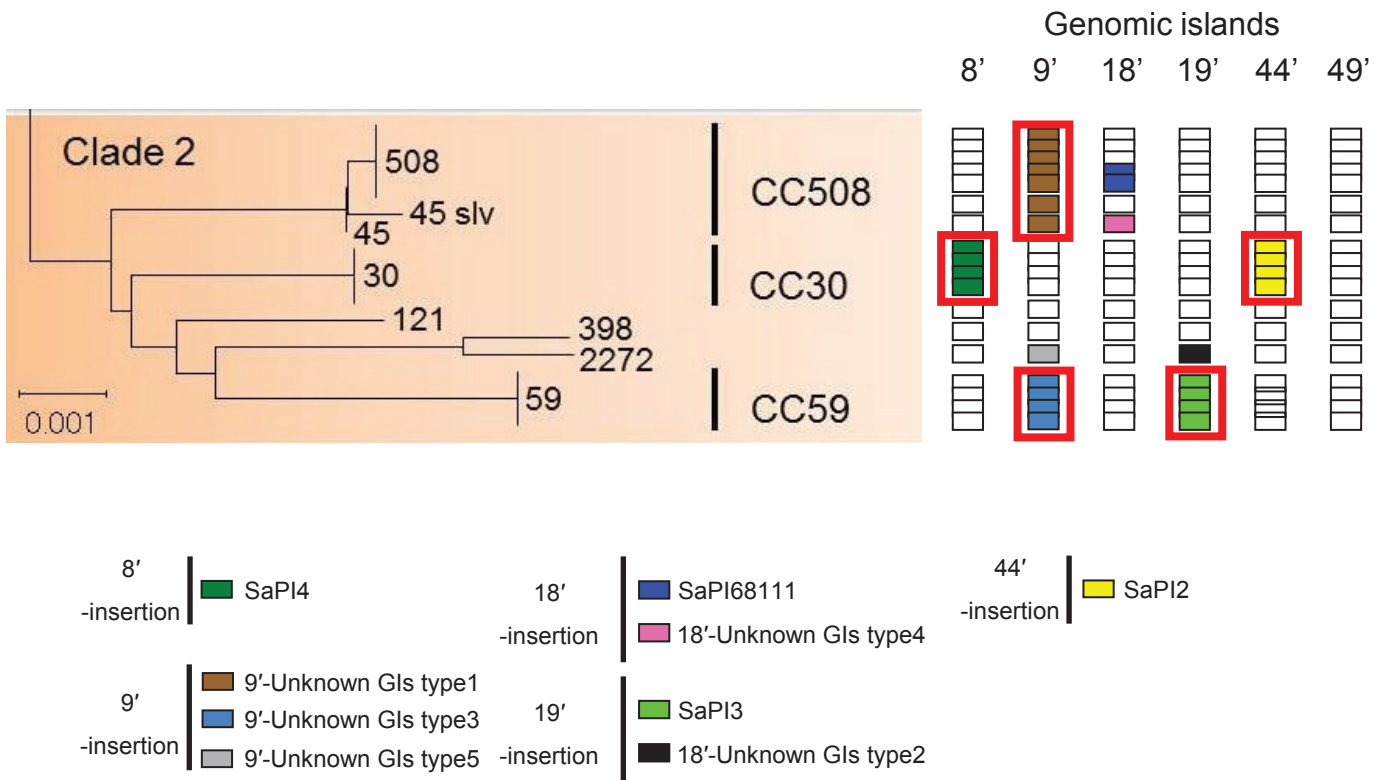 Genomic islands
8’ 9’ 18’ 19’ 44’ 49’
Clade 2
508
45 slv
45
CC508
30
CC30
121
398
2272
59
CC59
0.001
8′
-insertion
SaPI4
9′
-insertion
9′-Unknown GIs type1
9′-Unknown GIs type3
9′-Unknown GIs type5
18′
-insertion
SaPI68111
18′-Unknown GIs type4
19′
-insertion
SaPI3
18′-Unknown GIs type2
44′
-insertion
SaPI2